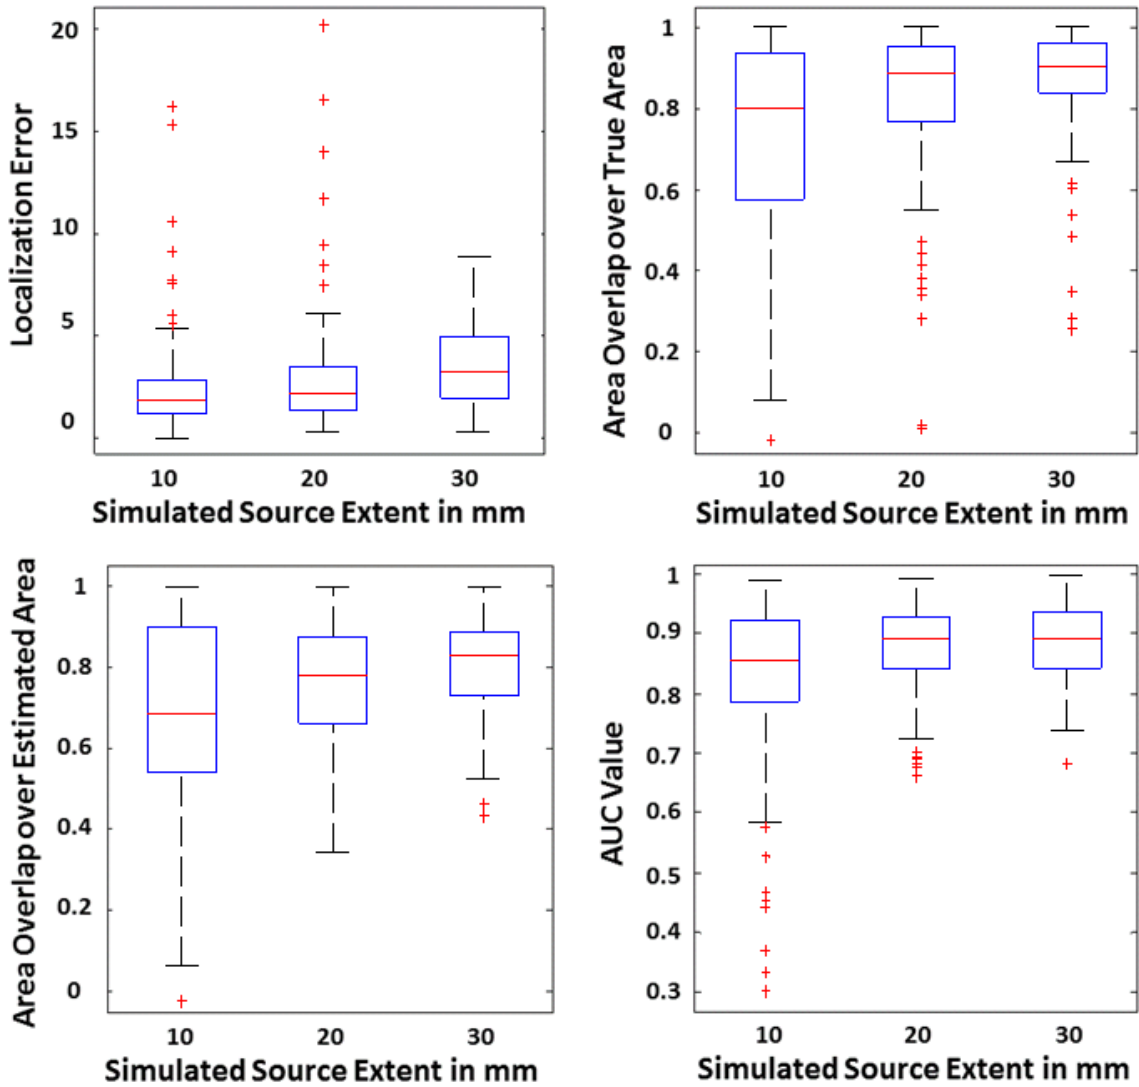 Localization Error
20
15
10
5
0
10 20 30
Simulated Source Extent in mm
Area Overlap over True Area
1
0.8
0.6
0.4
0.2
0
10 20 30
Simulated Source Extent in mm
Area Overlap over Estimated Area
1
0.8
0.6
0.4
0.2
0
10 20 30
Simulated Source Extent in mm
AUC Value
1
0.9
0.8
0.7
0.6
0.5
0.4
0.3
10 20 30
Simulated Source Extent in mm